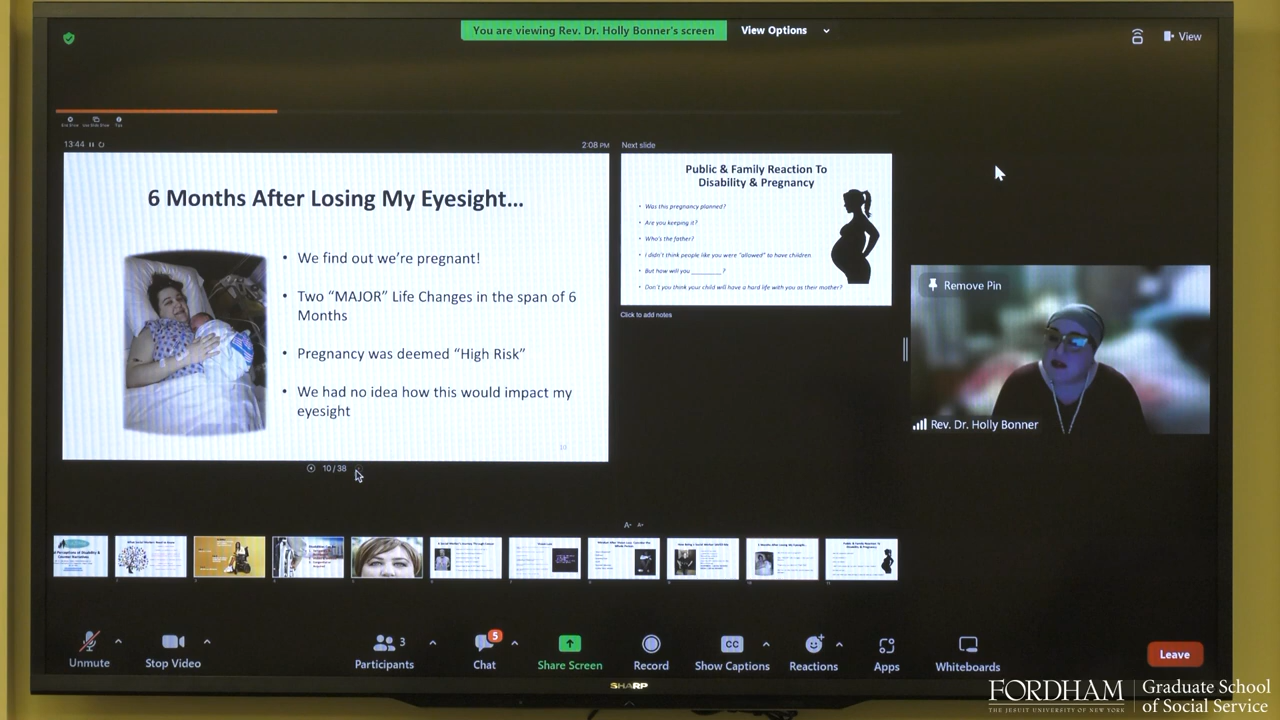 You are viewing Rev. Dr. Holly Bonner's screen
View Options
View
13:44
2:08 PM
Next slide
6 Months After Losing My Eyesight...
• We find out we're pregnant!
• Two "MAJOR" Life Changes in the span of 6
Months
• Pregnancy was deemed "High Risk"
• We had no idea how this would impact my
eyesight
10
10 / 38
Public & Family Reaction To
Disability & Pregnancy
• Was this pregnancy planned?
• Are you keeping it?
• Who's the father?
• I didn't think people like you were "allowed" to have children
• But how will you ________?
• Don't you think your child will have a hard life with you as their mother?
Click to add notes
Remove Pin
Rev. Dr. Holly Bonner
Unmute
Stop Video
Participants
3
Chat
5
Share Screen
Record
CC
Show Captions
Reactions
Apps
Whiteboards
Leave
SHARP
FORDHAM
THE JESUIT UNIVERSITY OF NEW YORK
Graduate School
of Social Service